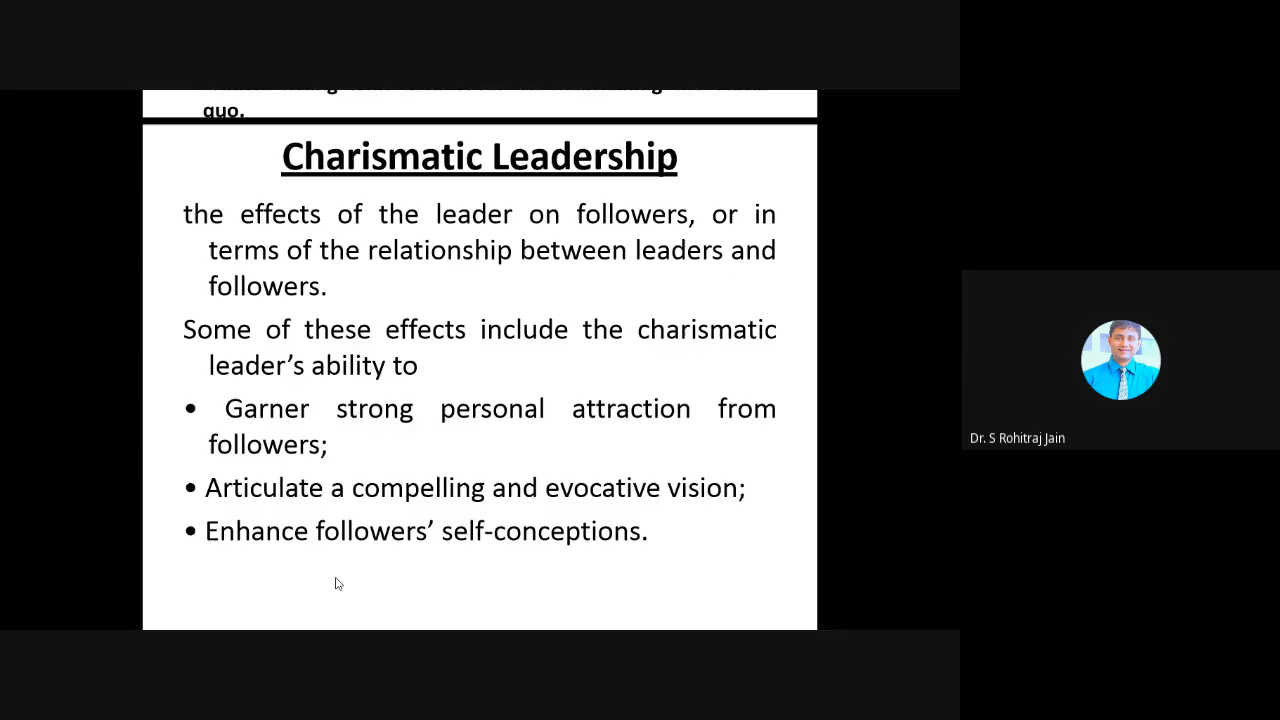 quo.
Charismatic Leadership
the effects of the leader on followers, or in
terms of the relationship between leaders and
followers.
Some of these effects include the charismatic
leader’s ability to
• Garner strong personal attraction from
followers;
• Articulate a compelling and evocative vision;
• Enhance followers’ self-conceptions.
Dr. S Rohitraj Jain